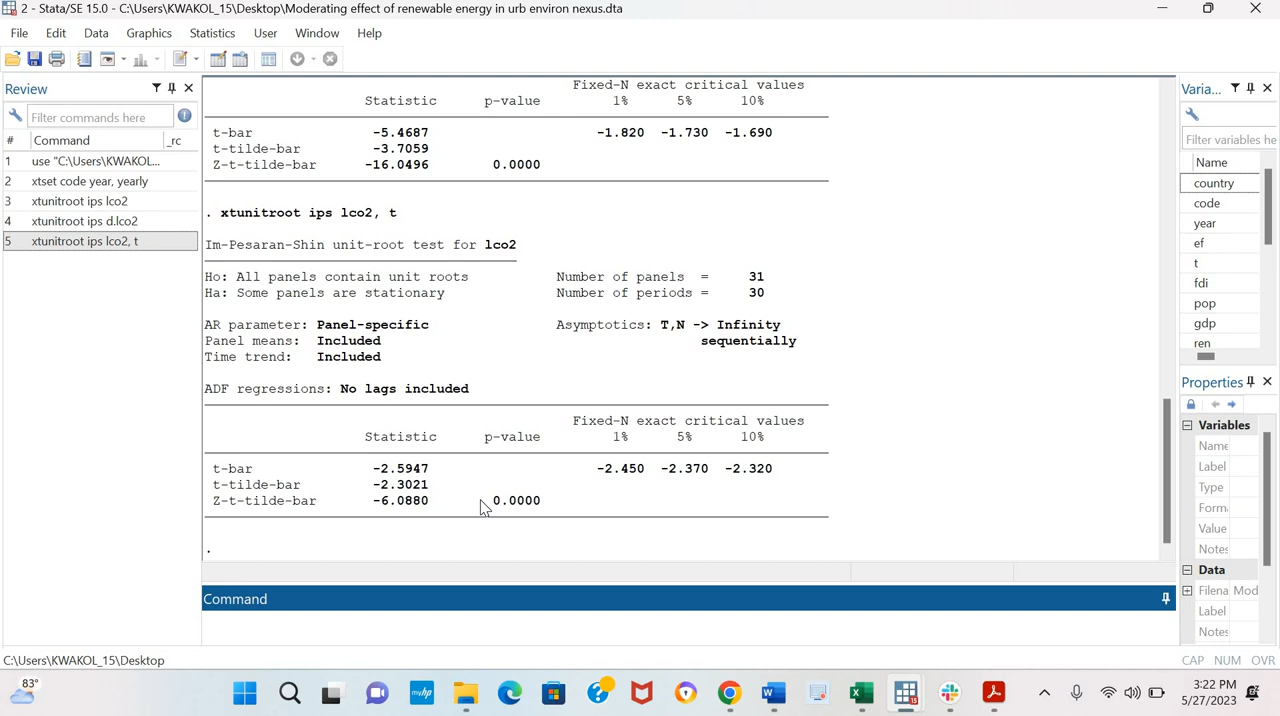 2 - Stata/SE 15.0 - C:\Users\KWAKOL_15\Desktop\Moderating effect of renewable energy in urb environ nexus.dta
File Edit Data Graphics Statistics User Window Help
Review
Filter commands here
# Command _rc
1 use "C:\Users\KWAKOL...
2 xtset code year, yearly
3 xtunitroot ips lco2
4 xtunitroot ips d.lco2
5 xtunitroot ips lco2, t
Fixed-N exact critical values
Statistic p-value 1% 5% 10%
t-bar -5.4687 -1.820 -1.730 -1.690
t-tilde-bar -3.7059
Z-t-tilde-bar -16.0496 0.0000
. xtunitroot ips lco2, t
Im-Pesaran-Shin unit-root test for lco2
Ho: All panels contain unit roots Number of panels = 31
Ha: Some panels are stationary Number of periods = 30
AR parameter: Panel-specific Asymptotics: T,N -> Infinity
Panel means: Included sequentially
Time trend: Included
ADF regressions: No lags included
Fixed-N exact critical values
Statistic p-value 1% 5% 10%
t-bar -2.5947 -2.450 -2.370 -2.320
t-tilde-bar -2.3021
Z-t-tilde-bar -6.0880 0.0000
.
Command
Varia...
Filter variables he
Name
country
code
year
ef
t
fdi
pop
gdp
ren
Properties
Variables
Name
Label
Type
Form
Value
Notes
Data
Filena Mod
Label
Notes
C:\Users\KWAKOL_15\Desktop CAP NUM OVR
83°
myhp
15
3:22 PM
5/27/2023